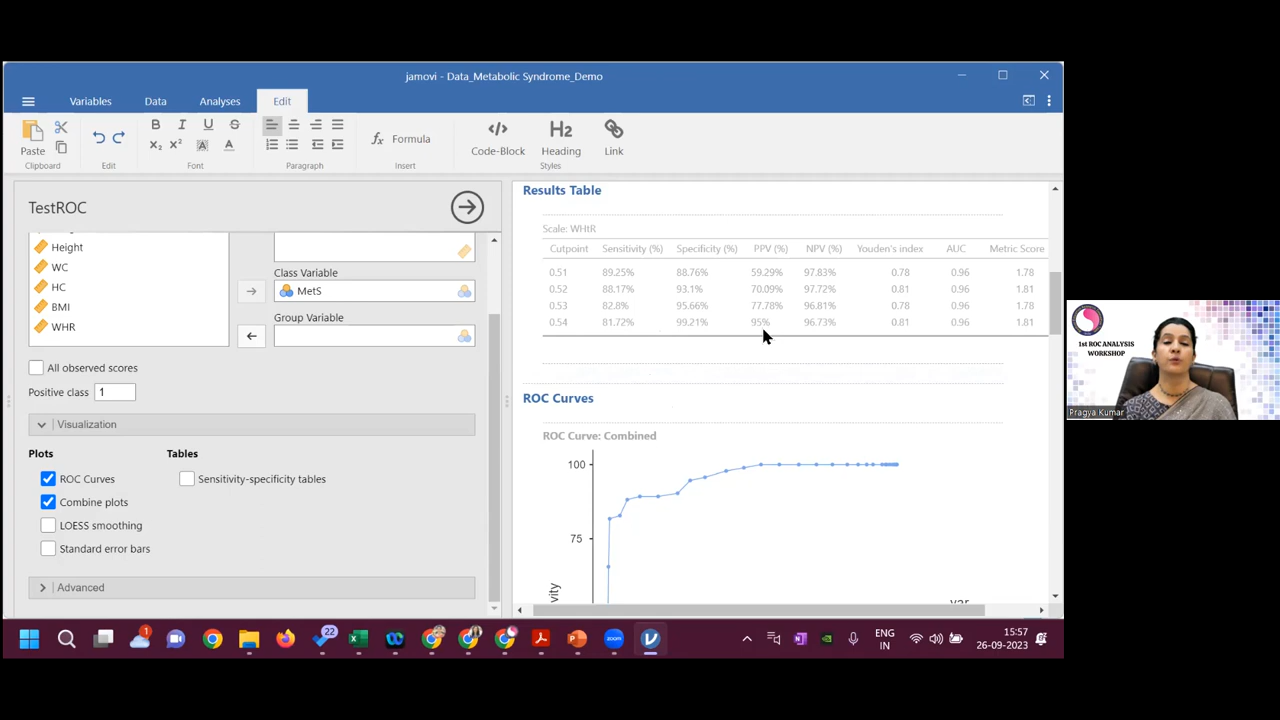 jamovi - Data_Metabolic Syndrome_Demo
Variables Data Analyses Edit
B I U S
Paste
Formula
Code-Block
H2
Heading
Link
Clipboard Edit Font Paragraph Insert Styles
TestROC
Height
WC
HC
BMI
WHR
Class Variable
MetS
Group Variable
All observed scores
Positive class 1
Visualization
Plots Tables
ROC Curves Sensitivity-specificity tables
Combine plots
LOESS smoothing
Standard error bars
Advanced
Results Table
Scale: WHtR
Cutpoint Sensitivity (%) Specificity (%) PPV (%) NPV (%) Youden's index AUC Metric Score
0.51 89.25% 88.76% 59.29% 97.83% 0.78 0.96 1.78
0.52 88.17% 93.1% 70.09% 97.72% 0.81 0.96 1.81
0.53 82.8% 95.66% 77.78% 96.81% 0.78 0.96 1.78
0.54 81.72% 99.21% 95% 96.73% 0.81 0.96 1.81
ROC Curves
ROC Curve: Combined
100
75
1st ROC ANALYSIS
WORKSHOP
Pragya Kumar
1
22
ENG
IN
15:57
26-09-2023